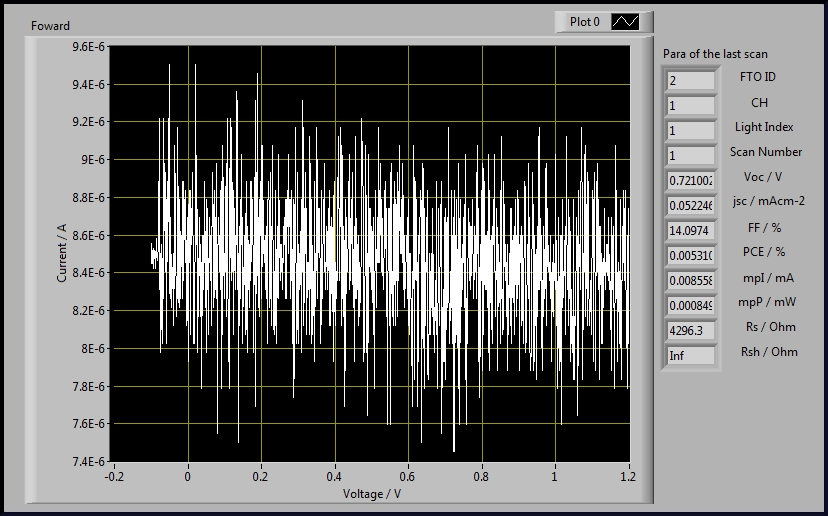 Foward
Plot 0
9.6E-6
9.4E-6
9.2E-6
9E-6
8.8E-6
8.6E-6
8.4E-6
8.2E-6
8E-6
7.8E-6
7.6E-6
7.4E-6
Current / A
-0.2
0
0.2
0.4
0.6
0.8
1
1.2
Voltage / V
Para of the last scan
2 FTO ID
1 CH
1 Light Index
1 Scan Number
0.721002 Voc / V
0.052246 jsc / mAcm-2
14.0974 FF / %
0.005310 PCE / %
0.008558 mpI / mA
0.000849 mpP / mW
4296.3 Rs / Ohm
Inf Rsh / Ohm